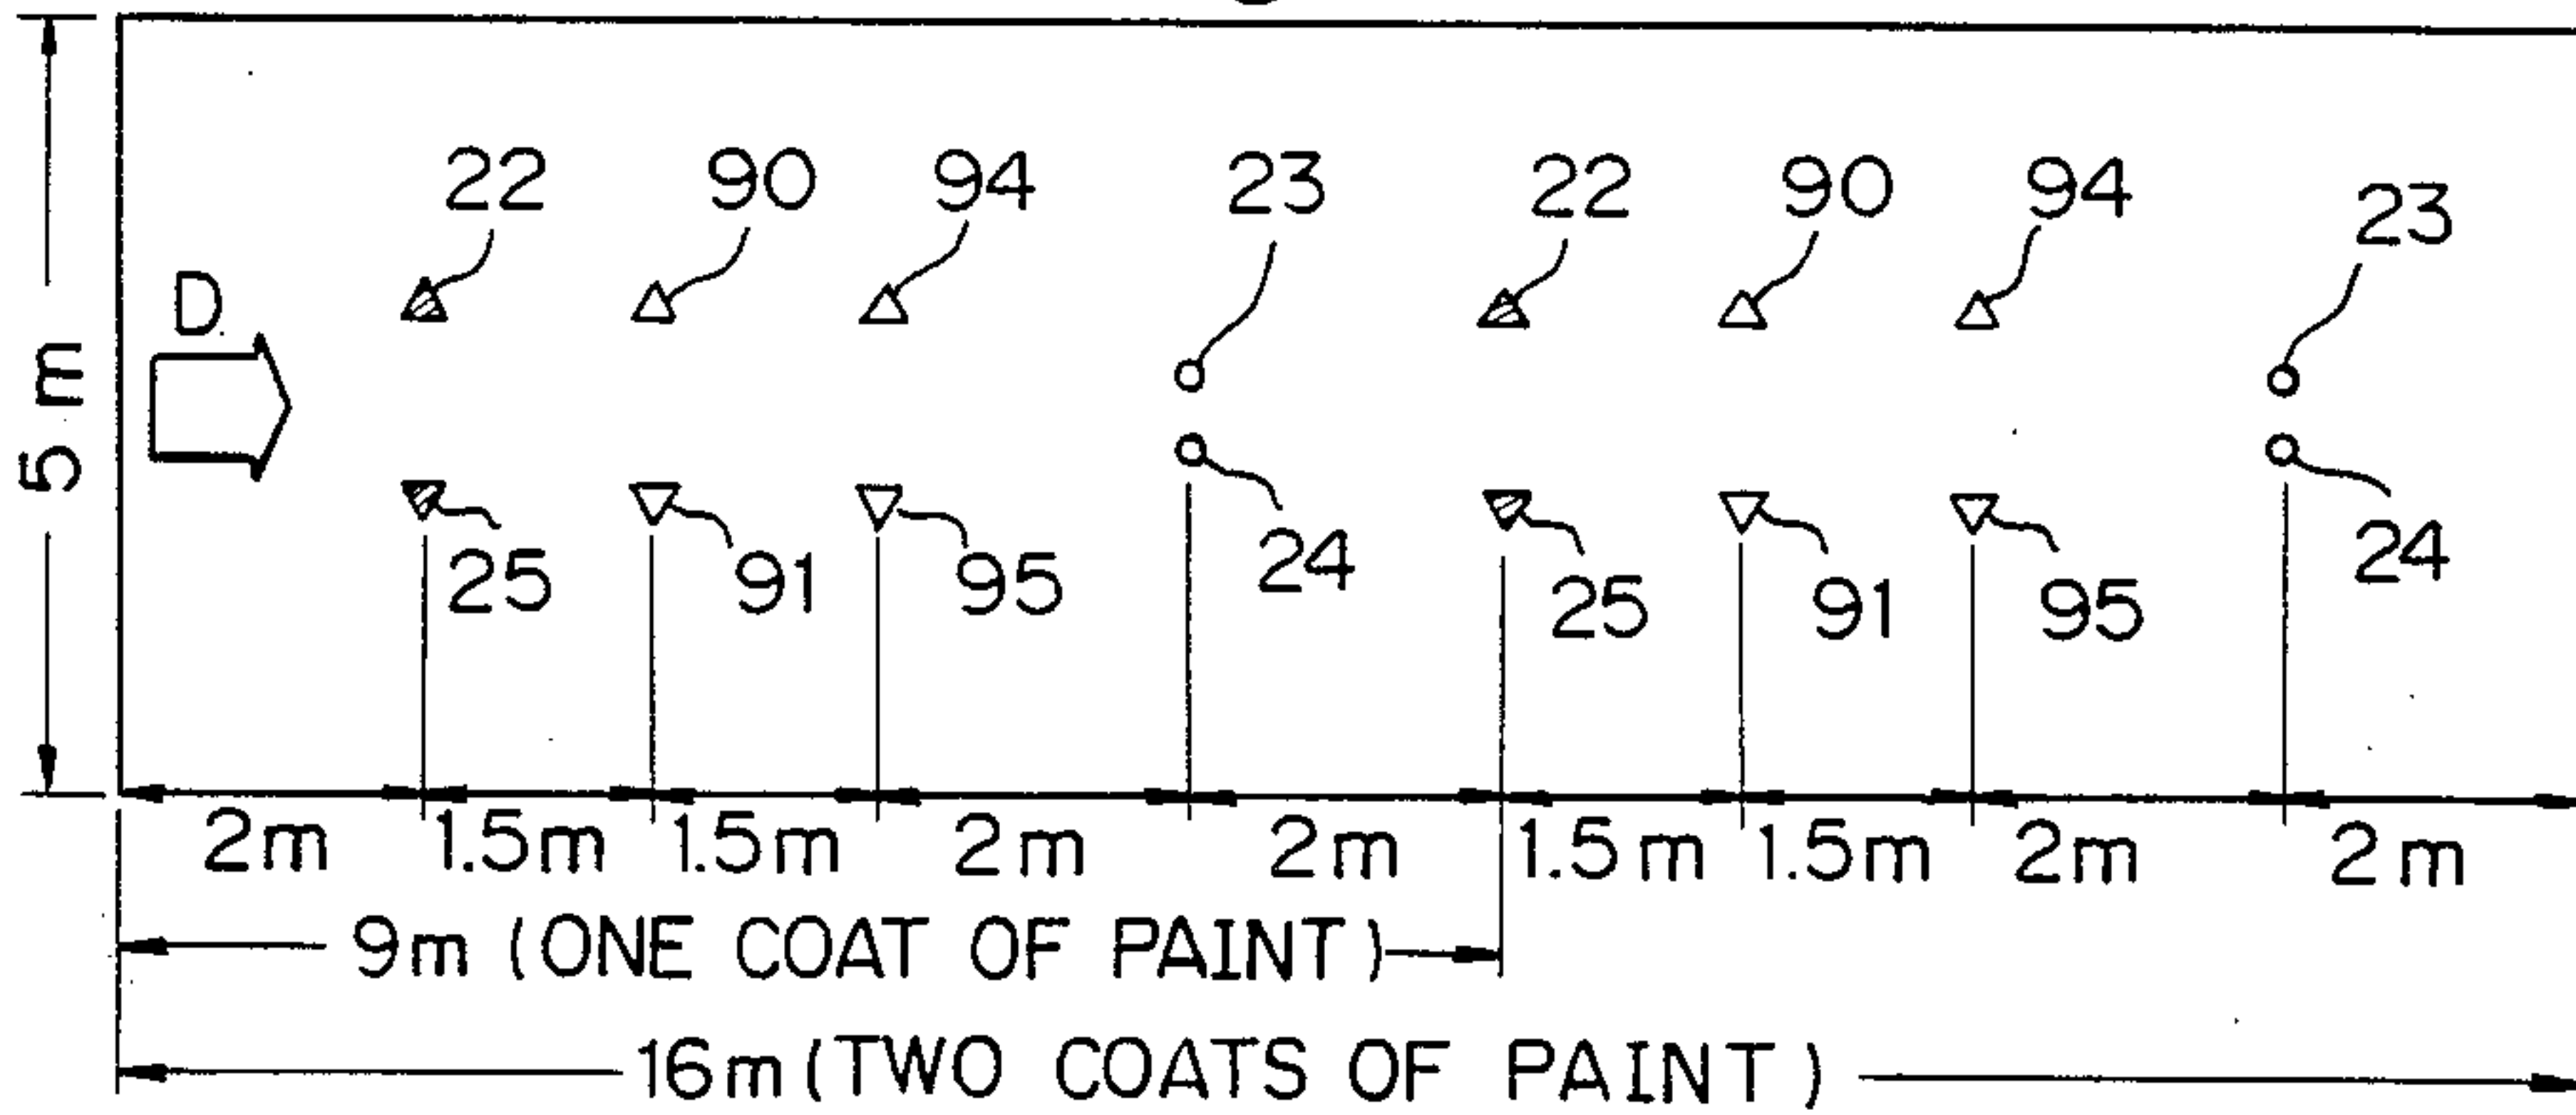 22 90 94 23 22 90 94 23
D
5 m
25 91 95 24 25 91 95 24
2m 1.5m 1.5m 2m 2m 1.5m 1.5m 2m 2m
9m (ONE COAT OF PAINT)
16m (TWO COATS OF PAINT)